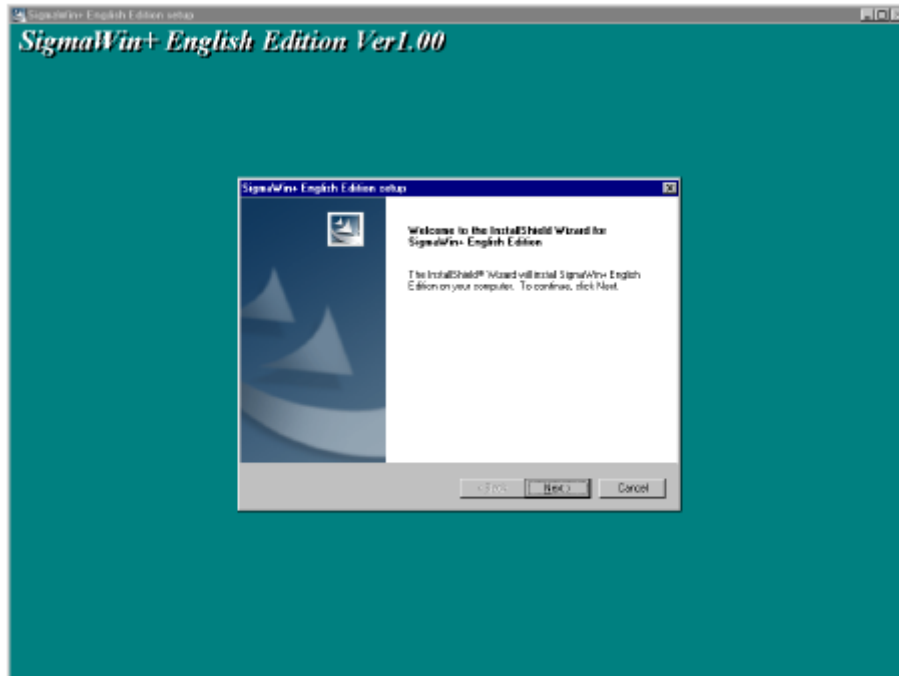 SigmaWin+ English Edition setup
SigmaWin+ English Edition Ver1.00
SigmaWin+ English Edition setup
Welcome to the InstallShield Wizard for
SigmaWin+ English Edition
The InstallShield® Wizard will install SigmaWin+ English
Edition on your computer. To continue, click Next.
< Back Next > Cancel